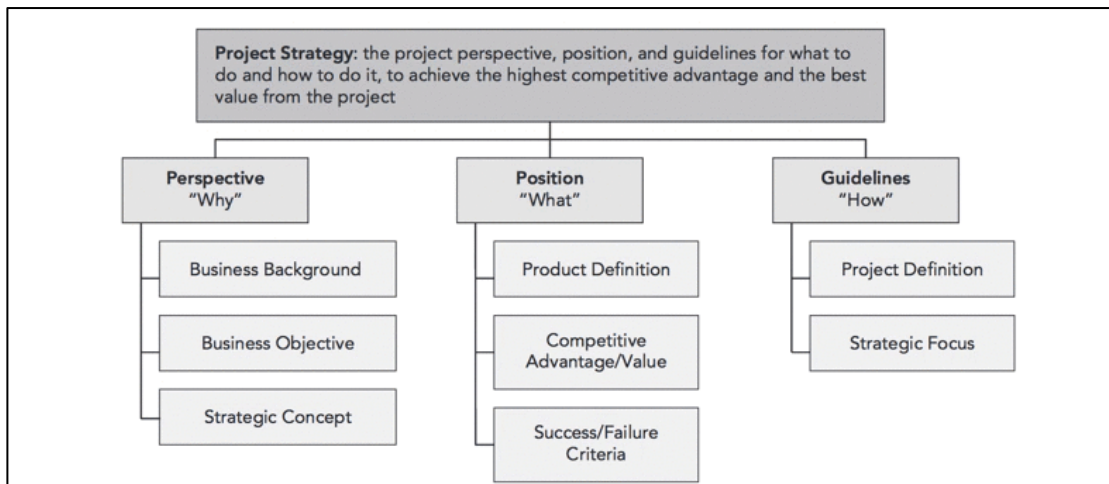 Project Strategy: the project perspective, position, and guidelines for what to
do and how to do it, to achieve the highest competitive advantage and the best
value from the project
Perspective
“Why”
Business Background
Business Objective
Strategic Concept
Position
“What”
Product Definition
Competitive
Advantage/Value
Success/Failure
Criteria
Guidelines
“How”
Project Definition
Strategic Focus